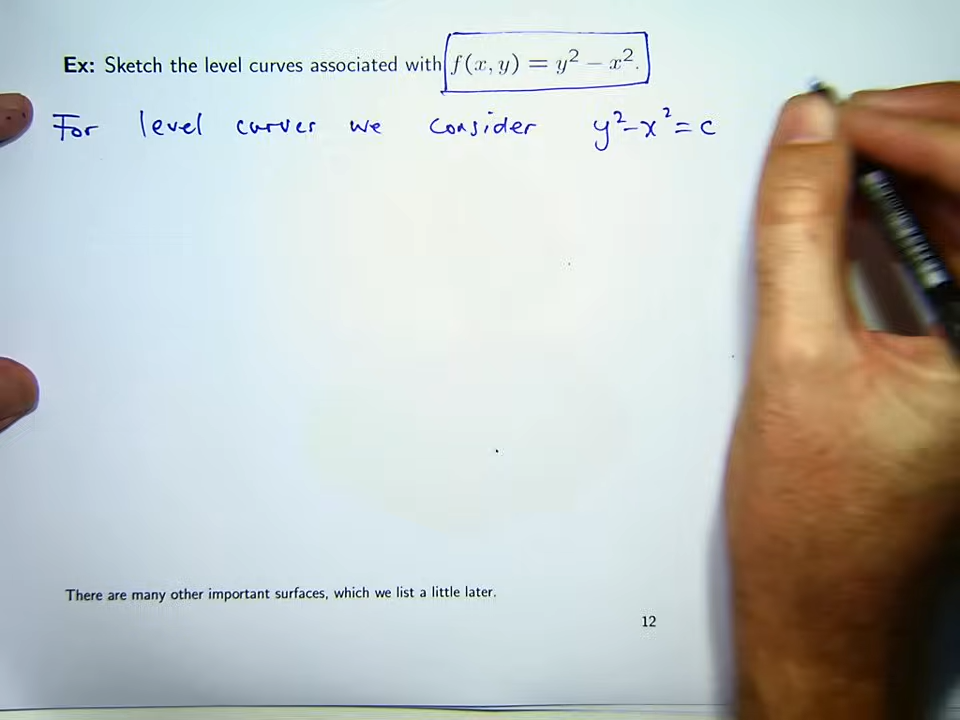 Ex: Sketch the level curves associated with f(x, y) = y² − x².
For level curves we consider y² − x² = c
There are many other important surfaces, which we list a little later.
12